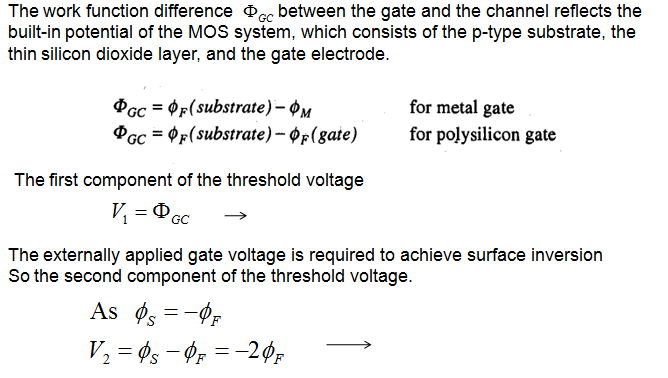 The work function difference Φ_GC between the gate and the channel reflects the
built-in potential of the MOS system, which consists of the p-type substrate, the
thin silicon dioxide layer, and the gate electrode.
Φ_GC = ϕ_F(substrate) – ϕ_M for metal gate
Φ_GC = ϕ_F(substrate) – ϕ_F(gate) for polysilicon gate
The first component of the threshold voltage
V_1 = Φ_GC →
The externally applied gate voltage is required to achieve surface inversion
So the second component of the threshold voltage.
As ϕ_S = −ϕ_F
V_2 = ϕ_S − ϕ_F = −2ϕ_F →